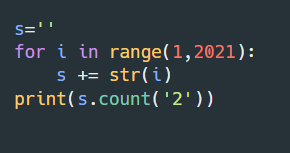 s=''
for i in range(1,2021):
    s += str(i)
print(s.count('2'))